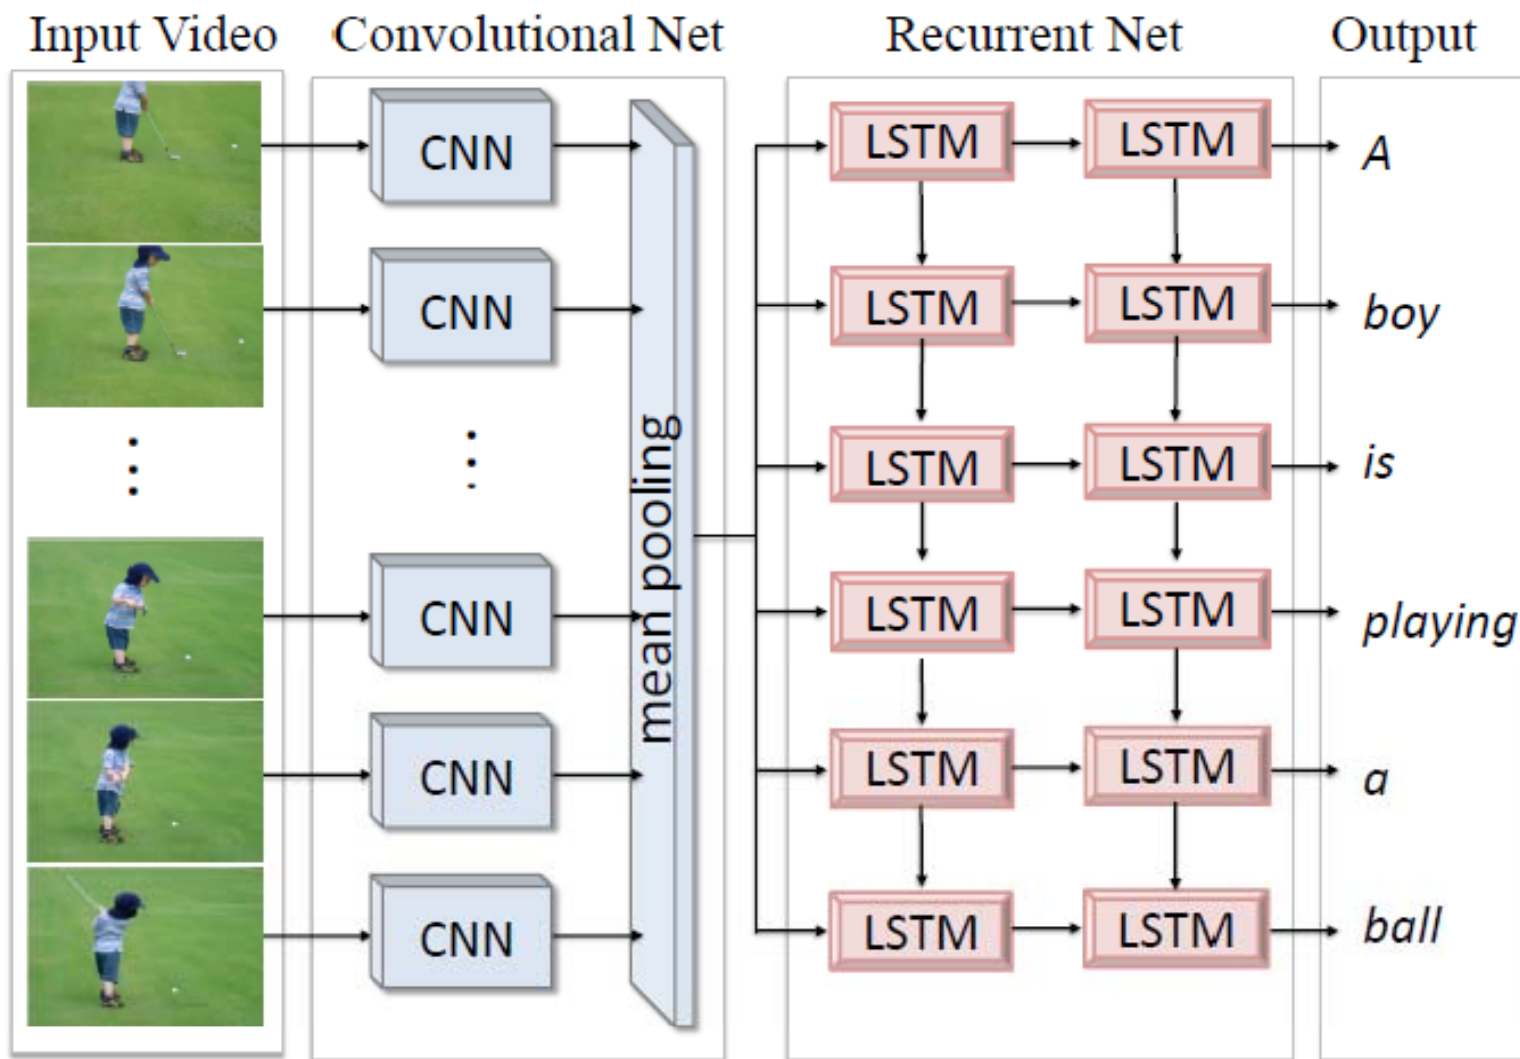 Input Video
Convolutional Net
Recurrent Net
Output
CNN
LSTM
LSTM
A
CNN
LSTM
LSTM
boy
mean pooling
LSTM
LSTM
is
CNN
LSTM
LSTM
playing
CNN
LSTM
LSTM
a
CNN
LSTM
LSTM
ball